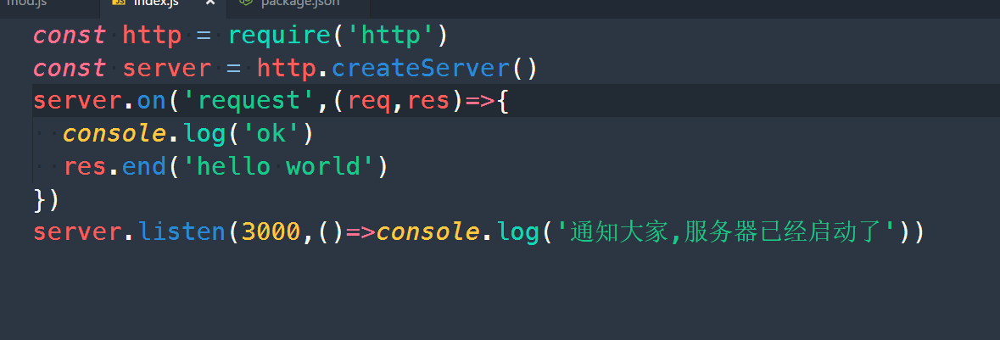 mod.js index.js package.json
const http = require('http')
const server = http.createServer()
server.on('request',(req,res)=>{
console.log('ok')
res.end('hello world')
})
server.listen(3000,()=>console.log('通知大家,服务器已经启动了'))